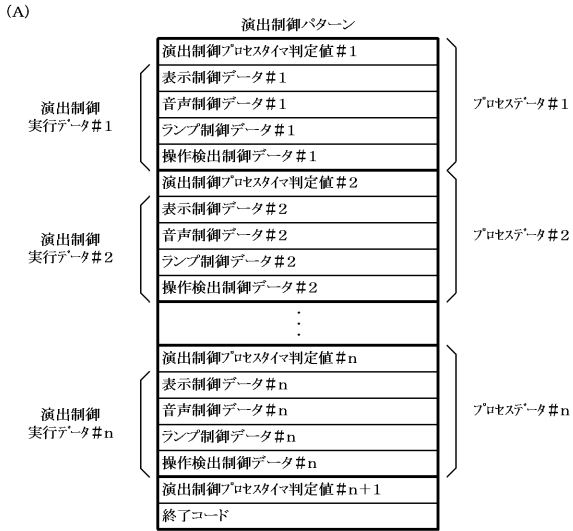 (A)
演出制御パターン
演出制御プロセスタイマ判定値#1
表示制御データ#1
音声制御データ#1
ランプ制御データ#1
操作検出制御データ#1
演出制御
実行データ#1
プロセスデータ#1
演出制御プロセスタイマ判定値#2
表示制御データ#2
音声制御データ#2
ランプ制御データ#2
操作検出制御データ#2
演出制御
実行データ#2
プロセスデータ#2
⋮
演出制御プロセスタイマ判定値#n
表示制御データ#n
音声制御データ#n
ランプ制御データ#n
操作検出制御データ#n
演出制御
実行データ#n
プロセスデータ#n
演出制御プロセスタイマ判定値#n+1
終了コード